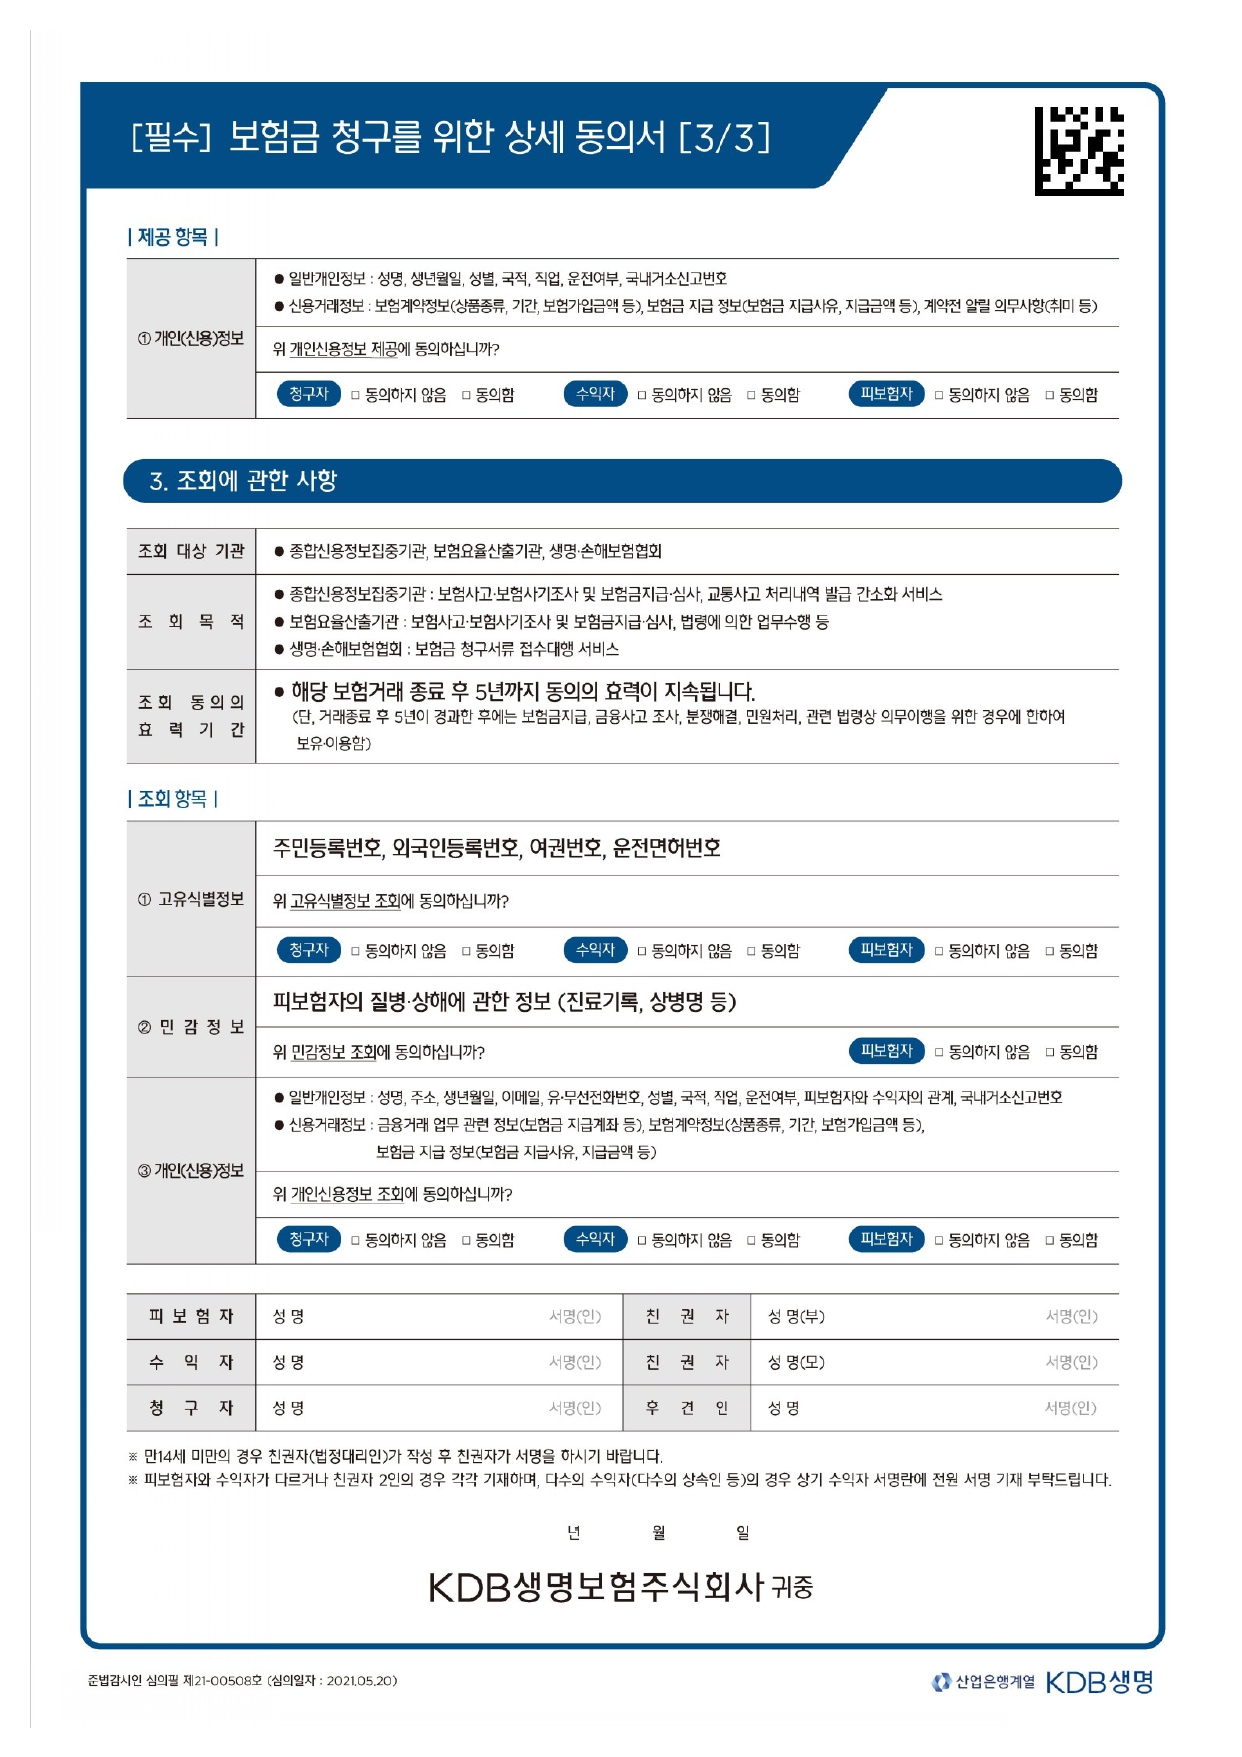 [필수] 보험금 청구를 위한 상세 동의서 [3/3]
| 제공 항목 |
① 개인(신용)정보
● 일반개인정보 : 성명, 생년월일, 성별, 국적, 직업, 운전여부, 국내거소신고번호
● 신용거래정보 : 보험계약정보(상품종류, 기간, 보험가입금액 등), 보험금 지급 정보(보험금 지급사유, 지급금액 등), 계약전 알릴 의무사항(취미 등)
위 개인신용정보 제공에 동의하십니까?
청구자 □ 동의하지 않음 □ 동의함 수익자 □ 동의하지 않음 □ 동의함 피보험자 □ 동의하지 않음 □ 동의함
3. 조회에 관한 사항
조회 대상 기관 ● 종합신용정보집중기관, 보험요율산출기관, 생명·손해보험협회
조 회 목 적
● 종합신용정보집중기관 : 보험사고·보험사기조사 및 보험금지급·심사, 교통사고 처리내역 발급 간소화 서비스
● 보험요율산출기관 : 보험사고·보험사기조사 및 보험금지급·심사, 법령에 의한 업무수행 등
● 생명·손해보험협회 : 보험금 청구서류 접수대행 서비스
조회 동의의
효 력 기 간
● 해당 보험거래 종료 후 5년까지 동의의 효력이 지속됩니다.
(단, 거래종료 후 5년이 경과한 후에는 보험금지급, 금융사고 조사, 분쟁해결, 민원처리, 관련 법령상 의무이행을 위한 경우에 한하여
보유·이용함)
| 조회 항목 |
① 고유식별정보
주민등록번호, 외국인등록번호, 여권번호, 운전면허번호
위 고유식별정보 조회에 동의하십니까?
청구자 □ 동의하지 않음 □ 동의함 수익자 □ 동의하지 않음 □ 동의함 피보험자 □ 동의하지 않음 □ 동의함
② 민 감 정 보
피보험자의 질병·상해에 관한 정보 (진료기록, 상병명 등)
위 민감정보 조회에 동의하십니까? 피보험자 □ 동의하지 않음 □ 동의함
③ 개인(신용)정보
● 일반개인정보 : 성명, 주소, 생년월일, 이메일, 유·무선전화번호, 성별, 국적, 직업, 운전여부, 피보험자와 수익자의 관계, 국내거소신고번호
● 신용거래정보 : 금융거래 업무 관련 정보(보험금 지급계좌 등), 보험계약정보(상품종류, 기간, 보험가입금액 등),
보험금 지급 정보(보험금 지급사유, 지급금액 등)
위 개인신용정보 조회에 동의하십니까?
청구자 □ 동의하지 않음 □ 동의함 수익자 □ 동의하지 않음 □ 동의함 피보험자 □ 동의하지 않음 □ 동의함
피 보 험 자 성 명 서명(인) 친 권 자 성 명(부) 서명(인)
수 익 자 성 명 서명(인) 친 권 자 성 명(모) 서명(인)
청 구 자 성 명 서명(인) 후 견 인 성 명 서명(인)
※ 만14세 미만의 경우 친권자(법정대리인)가 작성 후 친권자가 서명을 하시기 바랍니다.
※ 피보험자와 수익자가 다르거나 친권자 2인의 경우 각각 기재하며, 다수의 수익자(다수의 상속인 등)의 경우 상기 수익자 서명란에 전원 서명 기재 부탁드립니다.
년 월 일
KDB생명보험주식회사 귀중
준법감시인 심의필 제21-00508호 (심의일자 : 2021.05.20)
산업은행계열 KDB생명